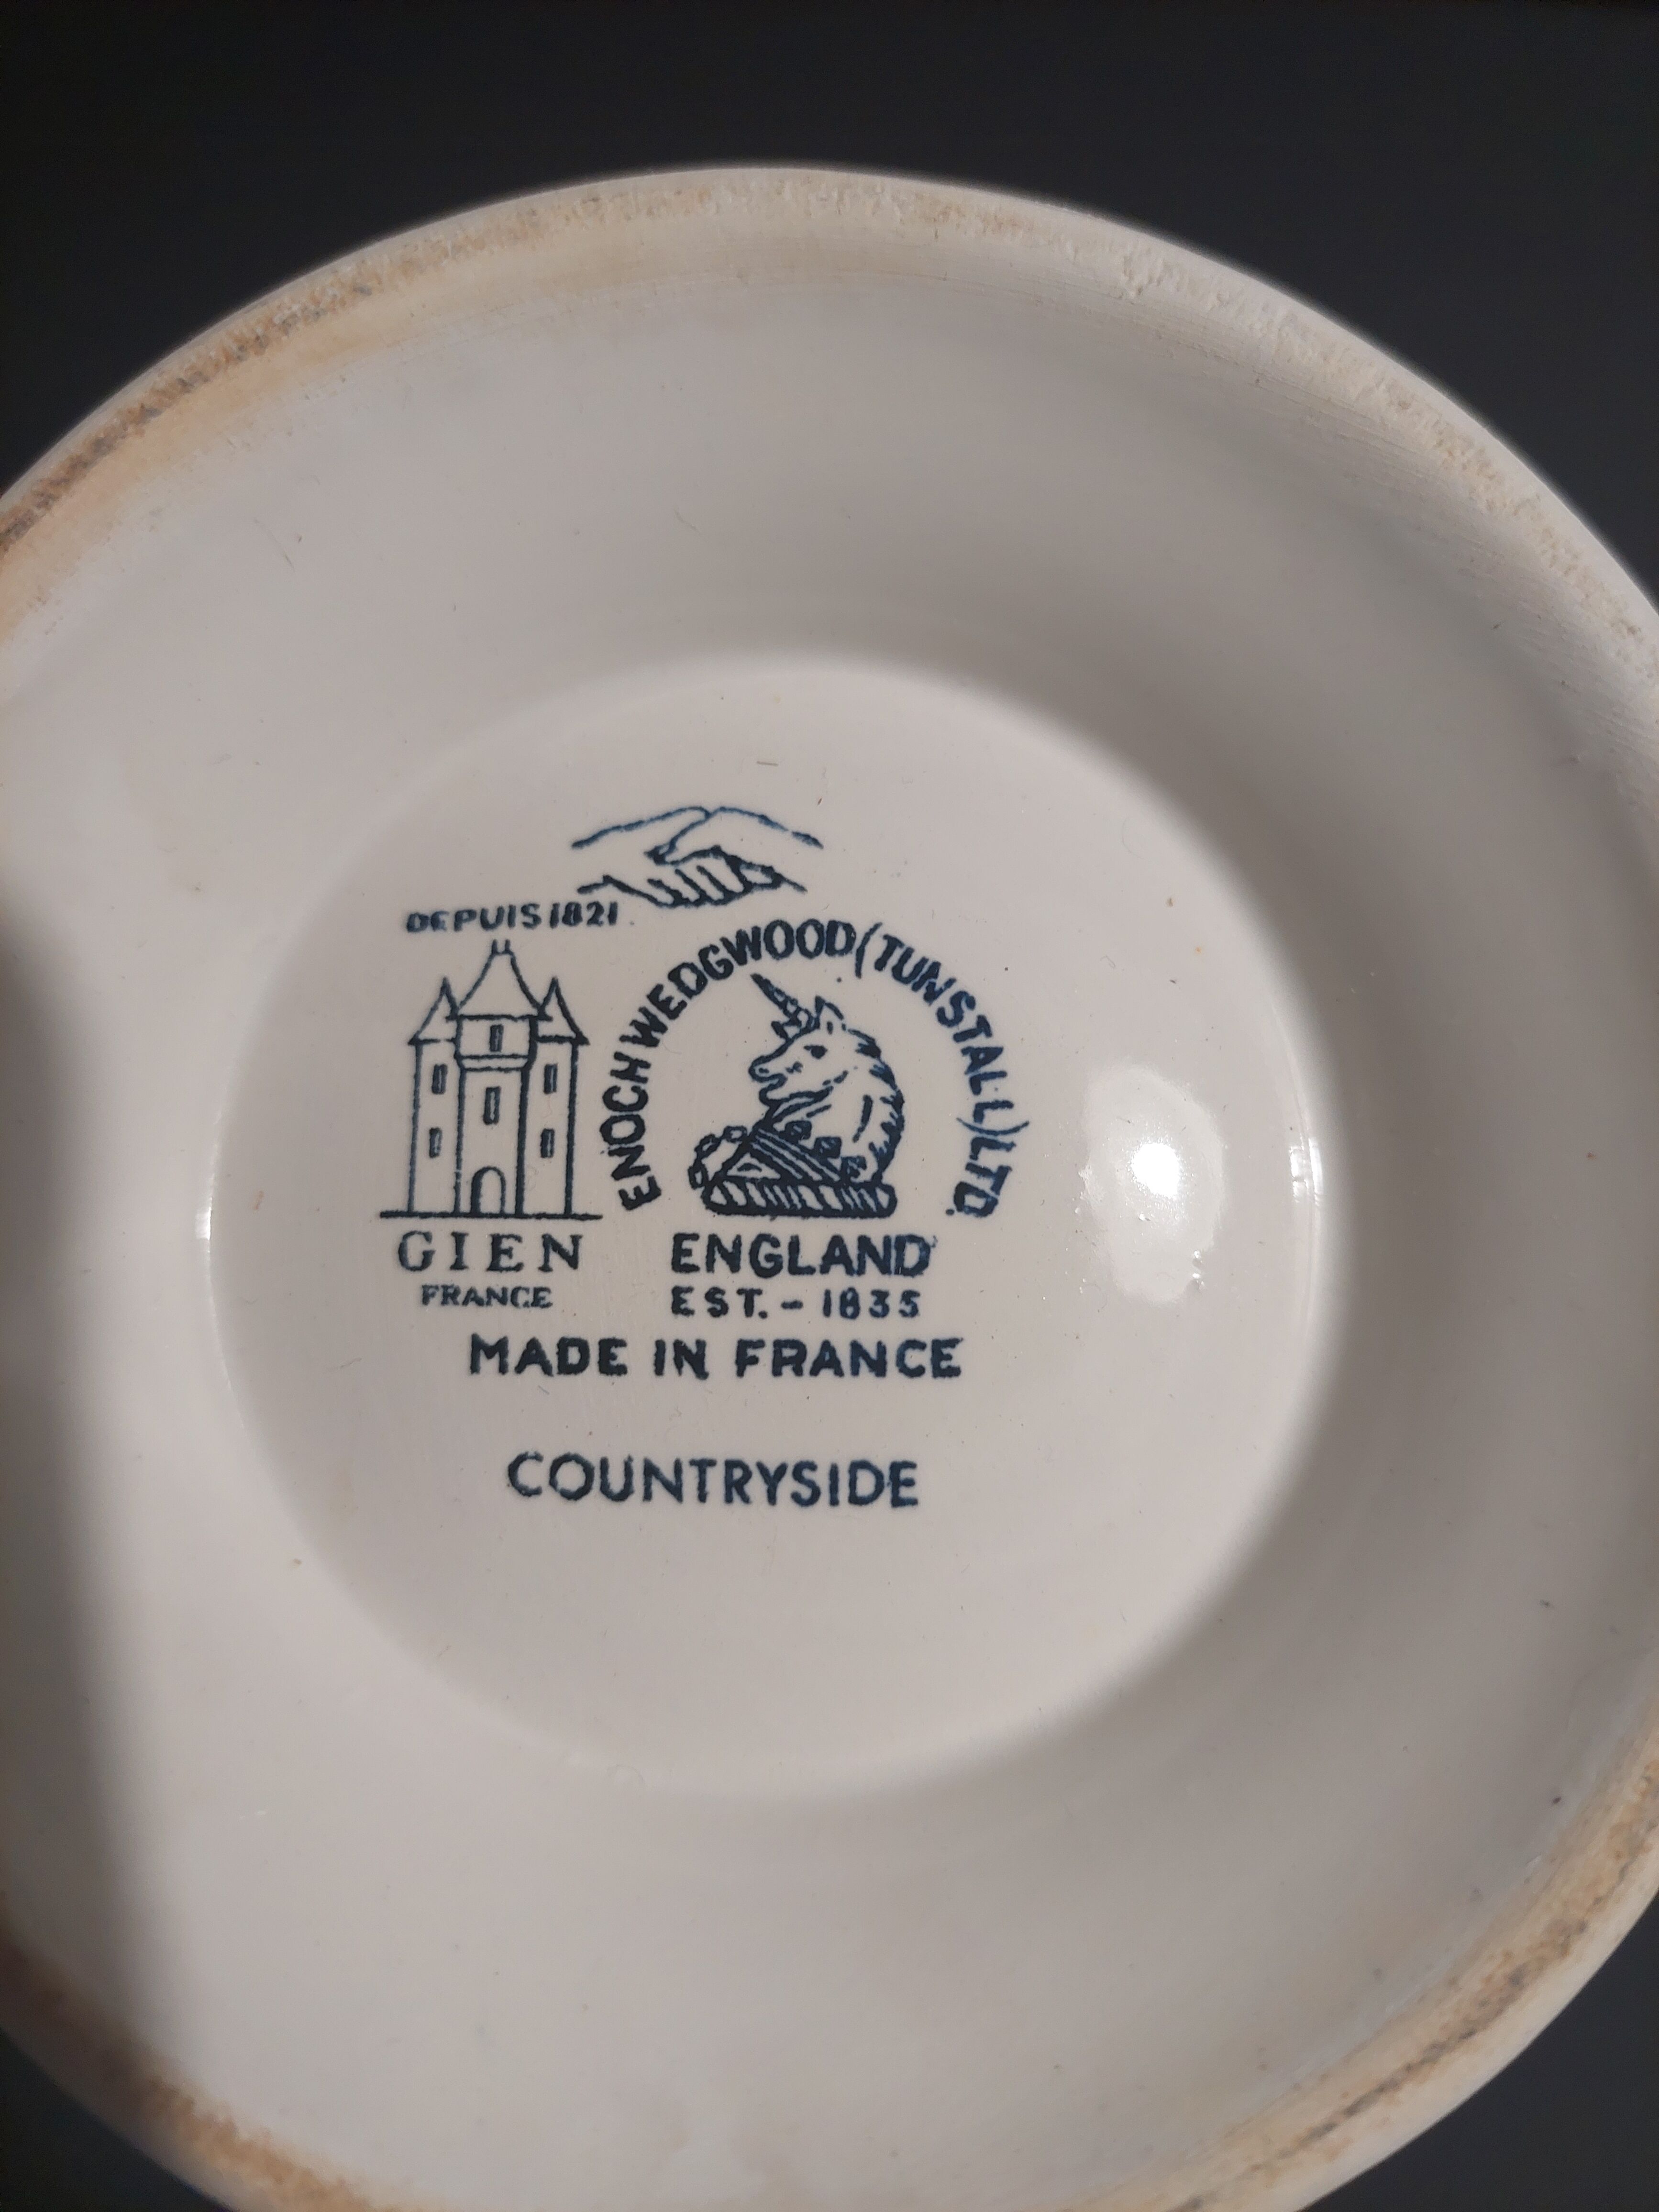 DEPUIS 1821
ENOCH WEDGWOOD (TUNSTALL) LTD.
GIEN
FRANCE
ENGLAND
EST. - 1835
MADE IN FRANCE
COUNTRYSIDE